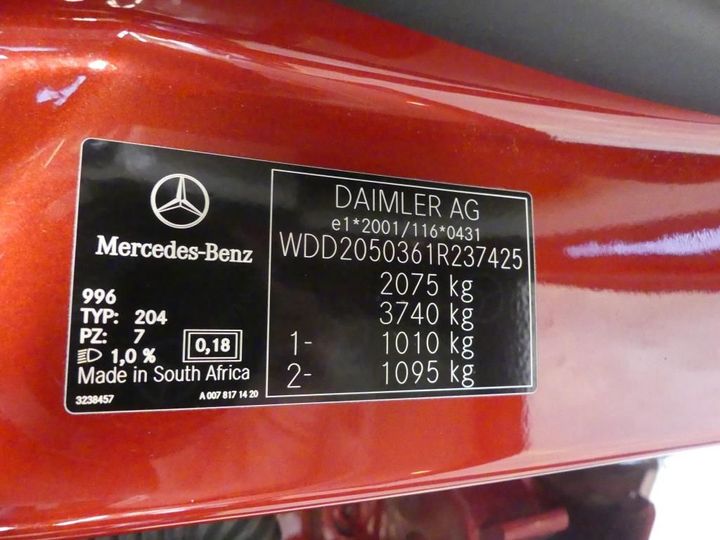 Mercedes-Benz
996
TYP: 204
PZ: 7
1,0 %
0,18
Made in South Africa
3238457
A 007 817 14 20
DAIMLER AG
e1*2001/116*0431
WDD2050361R237425
2075 kg
3740 kg
1- 1010 kg
2- 1095 kg